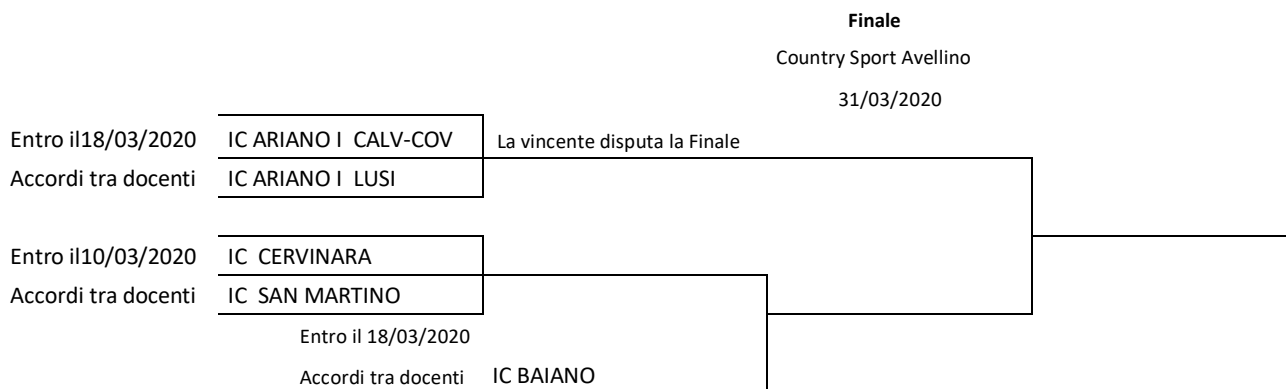 Finale
Country Sport Avellino
31/03/2020
Entro il18/03/2020 IC ARIANO I CALV-COV La vincente disputa la Finale
Accordi tra docenti IC ARIANO I LUSI
Entro il10/03/2020 IC CERVINARA
Accordi tra docenti IC SAN MARTINO
Entro il 18/03/2020
Accordi tra docenti IC BAIANO